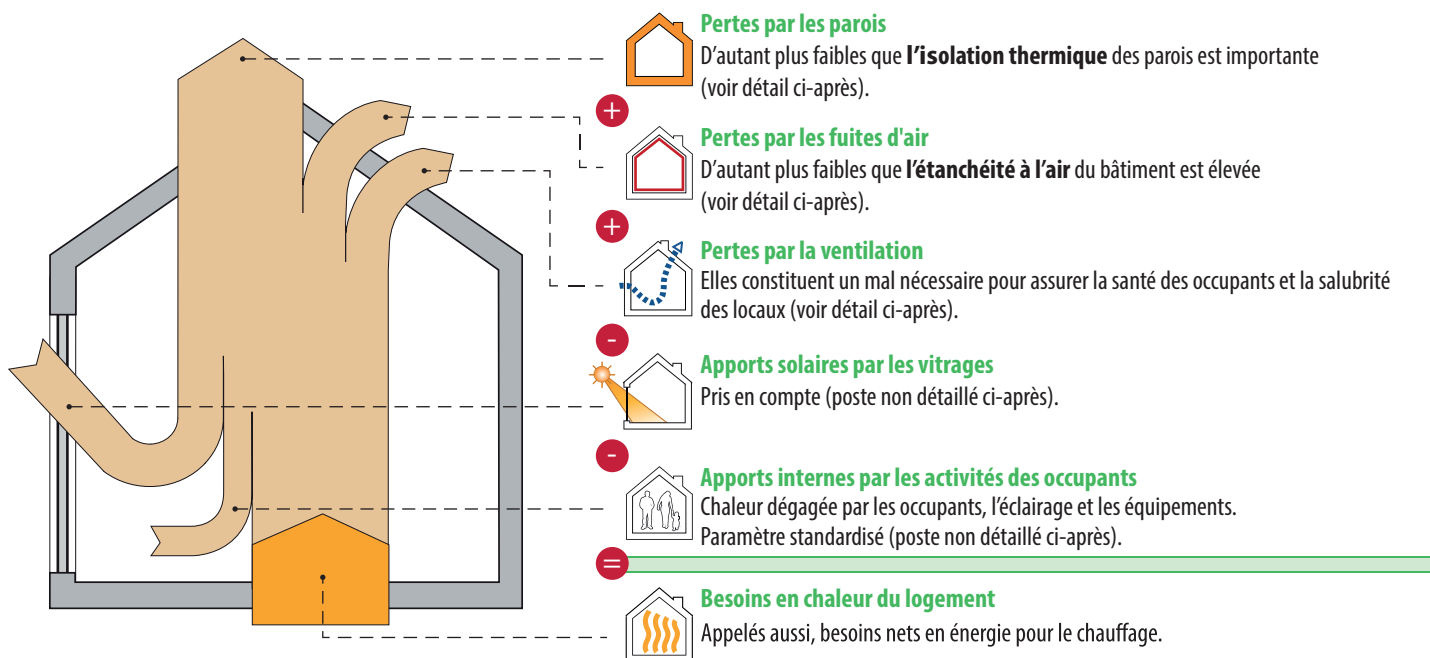 Pertes par les parois
D'autant plus faibles que l'isolation thermique des parois est importante
(voir détail ci-après).
+
Pertes par les fuites d'air
D'autant plus faibles que l'étanchéité à l'air du bâtiment est élevée
(voir détail ci-après).
+
Pertes par la ventilation
Elles constituent un mal nécessaire pour assurer la santé des occupants et la salubrité
des locaux (voir détail ci-après).
-
Apports solaires par les vitrages
Pris en compte (poste non détaillé ci-après).
-
Apports internes par les activités des occupants
Chaleur dégagée par les occupants, l'éclairage et les équipements.
Paramètre standardisé (poste non détaillé ci-après).
=
Besoins en chaleur du logement
Appelés aussi, besoins nets en énergie pour le chauffage.